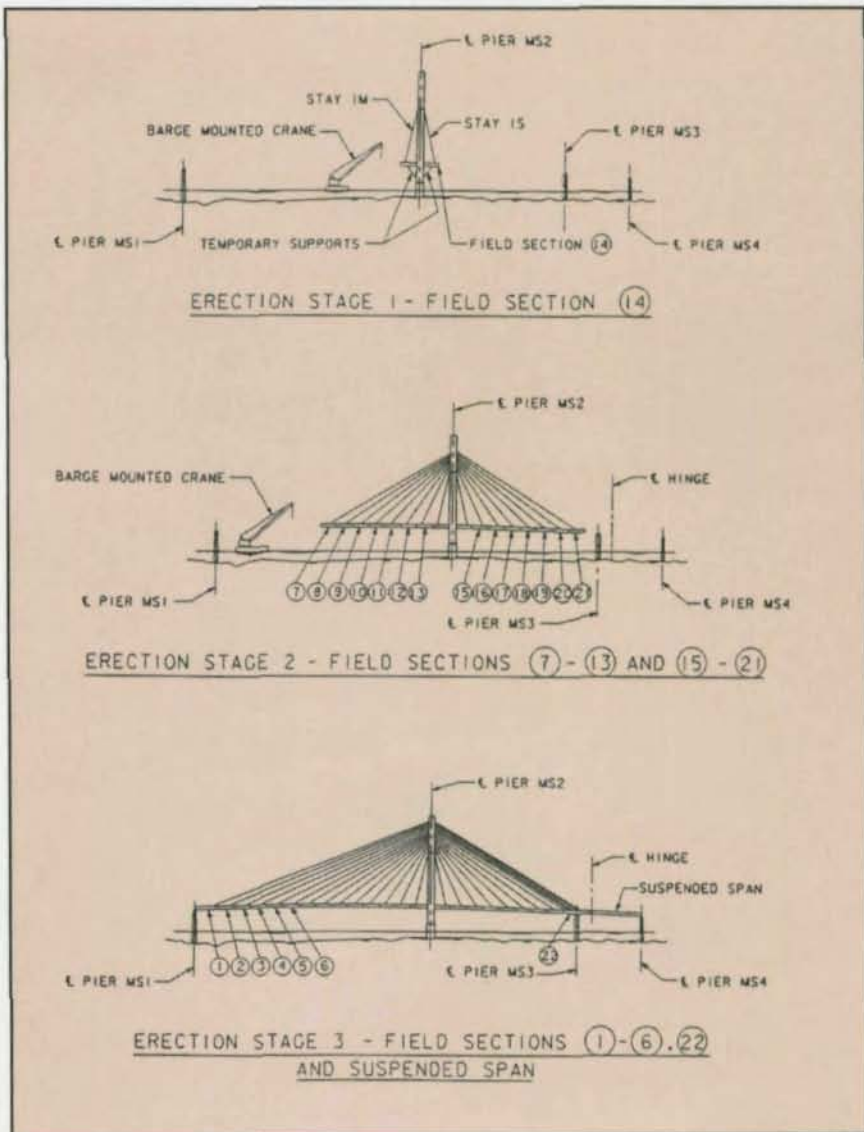 ℄ PIER MS2
STAY 1M
STAY 1S
BARGE MOUNTED CRANE
℄ PIER MS3
℄ PIER MS1
TEMPORARY SUPPORTS
FIELD SECTION 14
℄ PIER MS4
ERECTION STAGE 1 - FIELD SECTION 14
℄ PIER MS2
BARGE MOUNTED CRANE
℄ HINGE
7 8 9 10 11 12 13 15 16 17 18 19 20 21
℄ PIER MS1
℄ PIER MS3
℄ PIER MS4
ERECTION STAGE 2 - FIELD SECTIONS 7 - 13 AND 15 - 21
℄ PIER MS2
℄ HINGE
SUSPENDED SPAN
1 2 3 4 5 6 22
℄ PIER MS1
℄ PIER MS3
℄ PIER MS4
ERECTION STAGE 3 - FIELD SECTIONS 1 - 6, 22
AND SUSPENDED SPAN